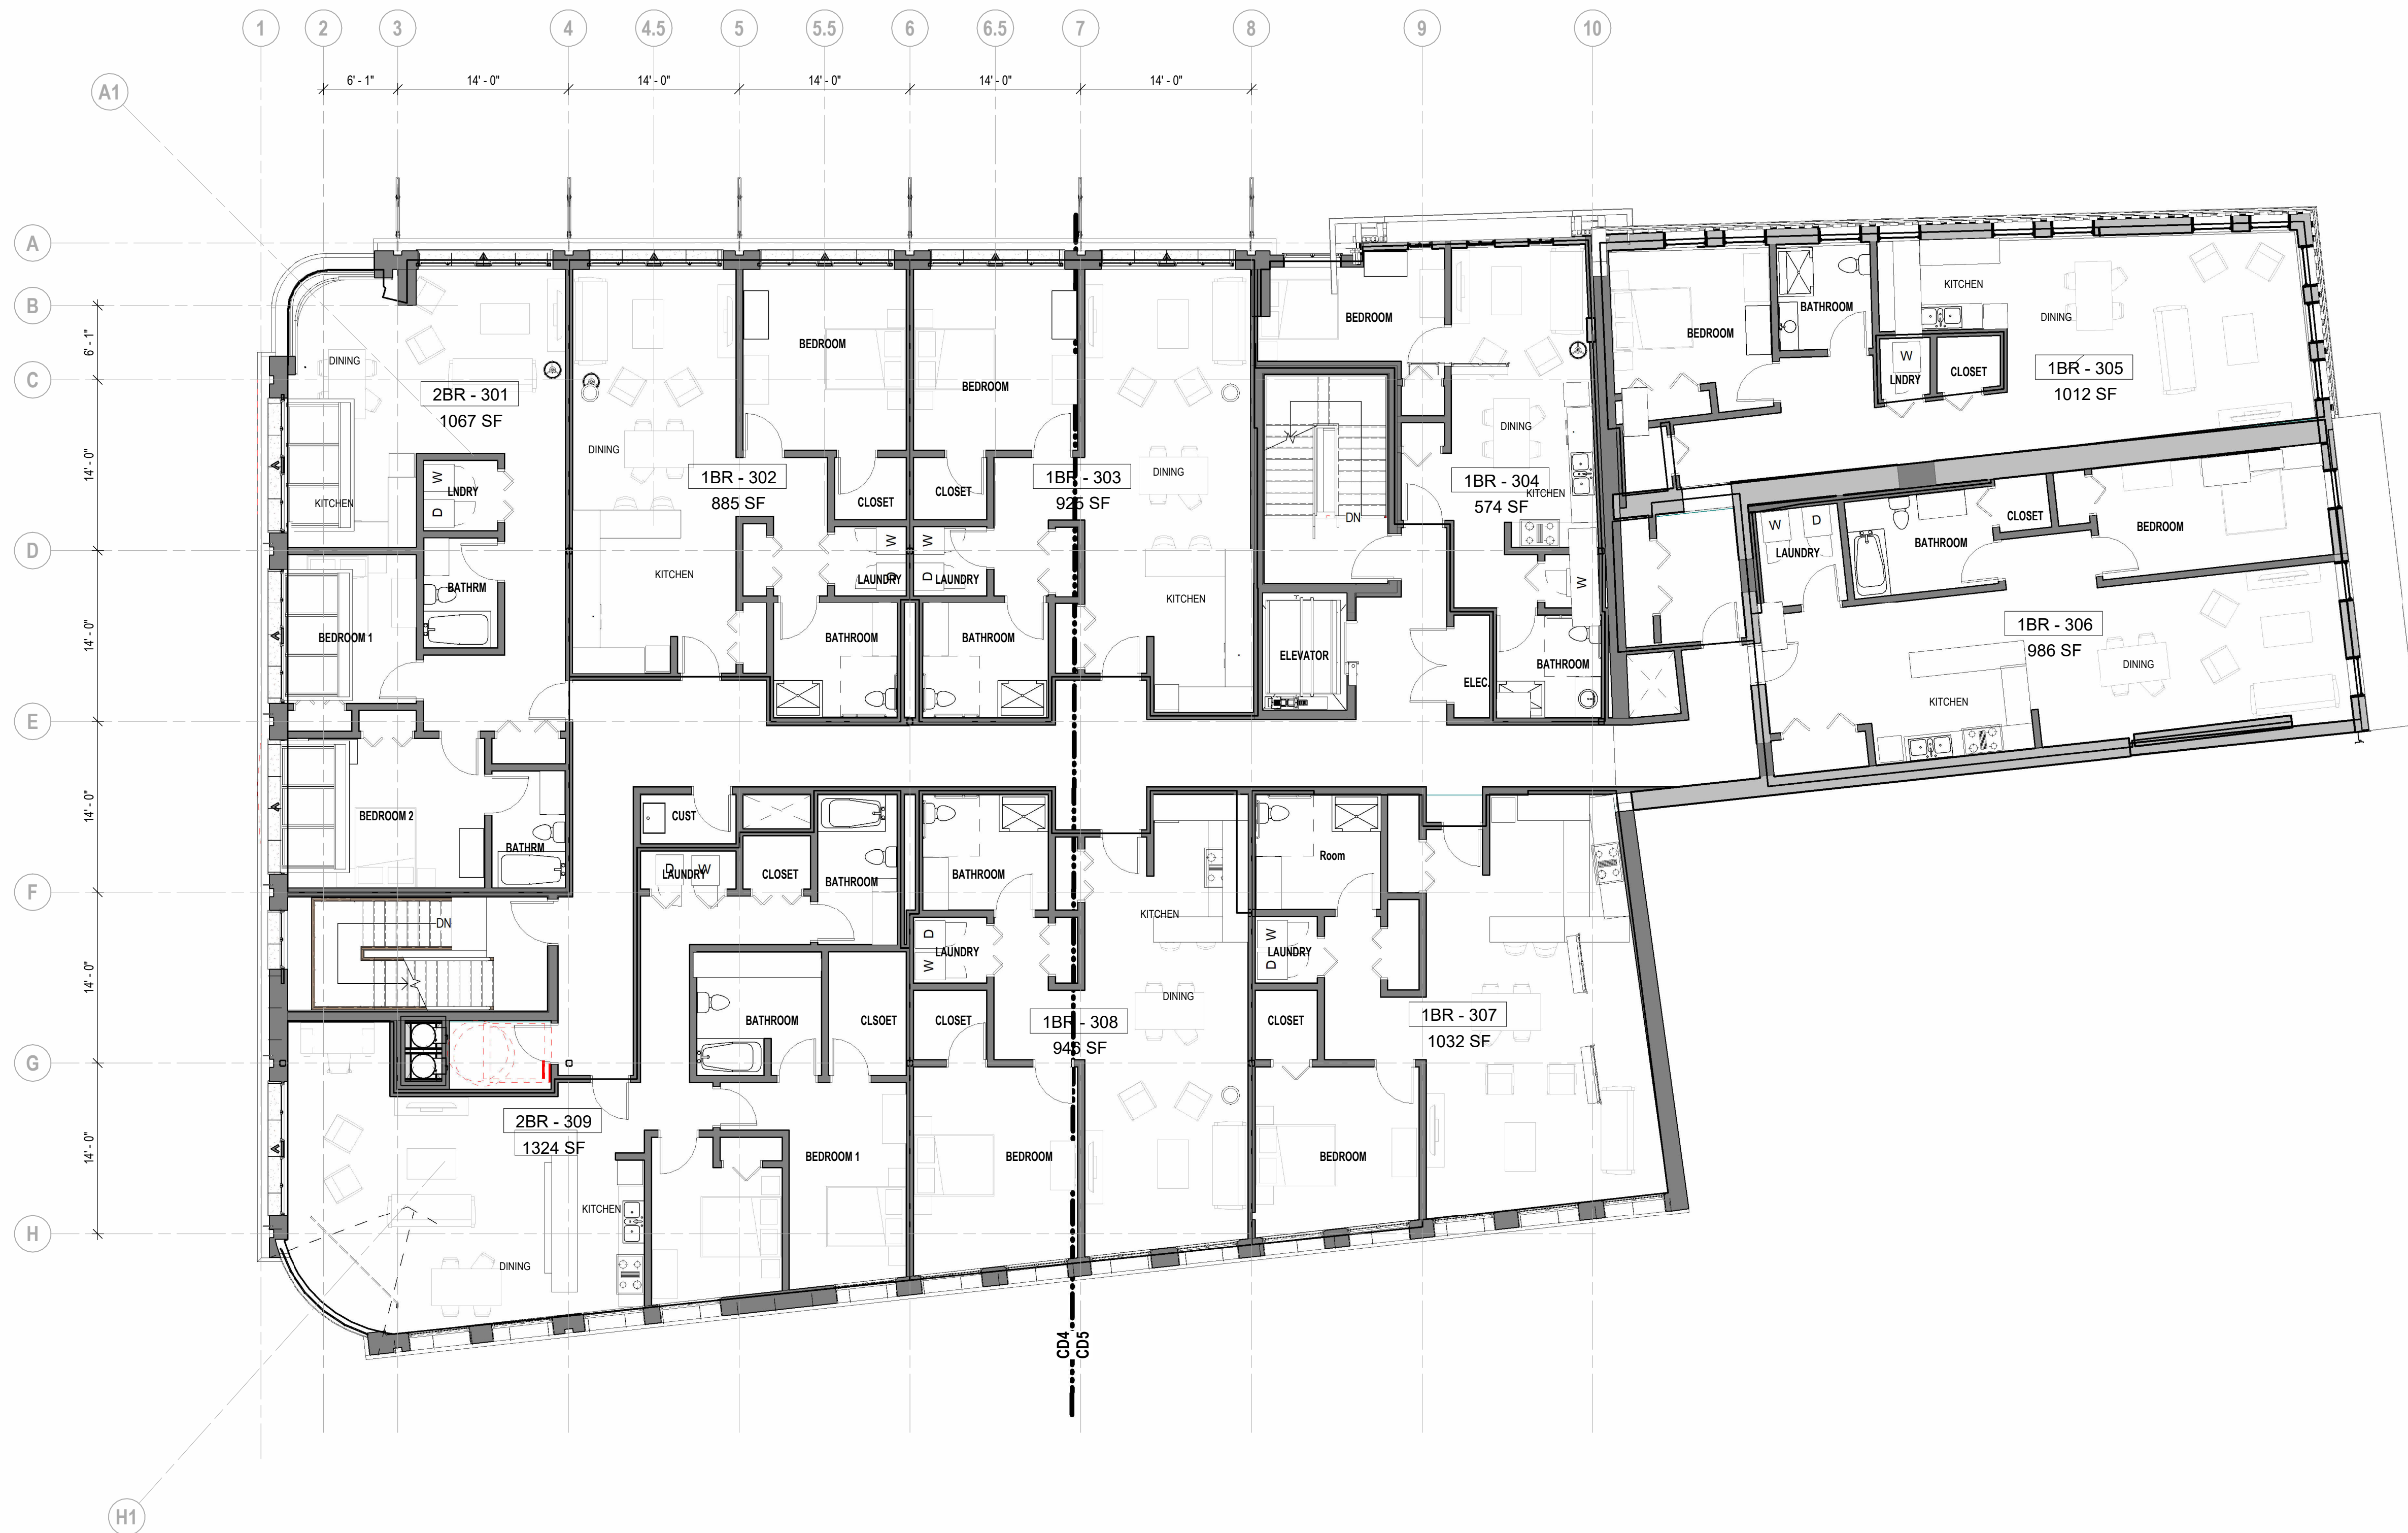 1 2 3 4 4.5 5 5.5 6 6.5 7 8 9 10
6' - 1" 14' - 0" 14' - 0" 14' - 0" 14' - 0" 14' - 0"
A1
A
B
C
D
E
F
G
H
H1
6' - 1"
14' - 0"
14' - 0"
14' - 0"
14' - 0"
14' - 0"
DINING
2BR - 301
1067 SF
KITCHEN
W
D
LNDRY
BATHRM
BEDROOM 1
BEDROOM 2
BATHRM
DINING
1BR - 302
885 SF
KITCHEN
BEDROOM
CLOSET
W
D
LAUNDRY
BATHROOM
BEDROOM
CLOSET
1BR - 303
925 SF
DINING
W
D
LAUNDRY
BATHROOM
KITCHEN
BEDROOM
DINING
1BR - 304
574 SF
KITCHEN
DN
W
ELEVATOR
ELEC.
BATHROOM
BEDROOM
BATHROOM
KITCHEN
DINING
W
LNDRY
CLOSET
1BR - 305
1012 SF
W
D
LAUNDRY
BATHROOM
CLOSET
BEDROOM
1BR - 306
986 SF
DINING
KITCHEN
CUST
D
W
LAUNDRY
CLOSET
BATHROOM
DN
BATHROOM
CLSOET
2BR - 309
1324 SF
BEDROOM 1
KITCHEN
DINING
BATHROOM
D
W
LAUNDRY
CLOSET
KITCHEN
DINING
1BR - 308
946 SF
BEDROOM
Room
W
D
LAUNDRY
CLOSET
1BR - 307
1032 SF
BEDROOM
CD4
CD5